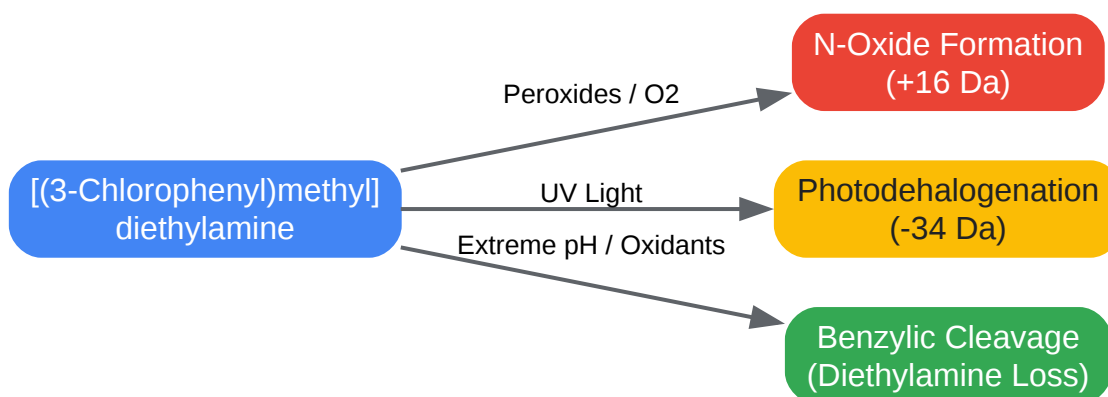 N-Oxide Formation
(+16 Da)
Peroxides / O2
[(3-Chlorophenyl)methyl]
diethylamine
UV Light
Photodehalogenation
(-34 Da)
Extreme pH / Oxidants
Benzylic Cleavage
(Diethylamine Loss)